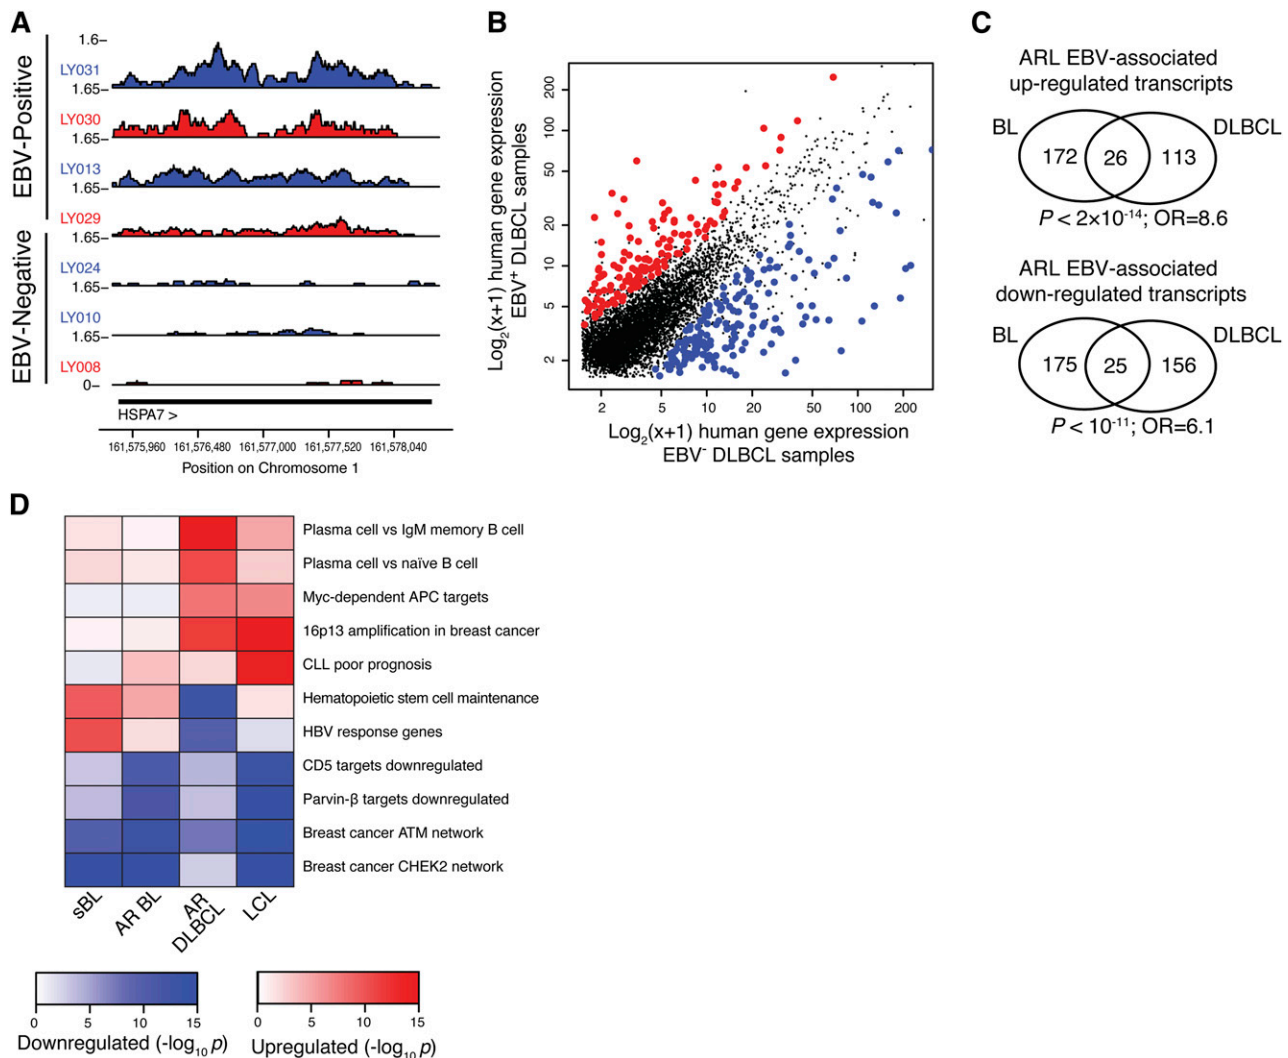 A
EBV-Positive
EBV-Negative
1.6–
LY031
1.65–
LY030
1.65–
LY013
1.65–
LY029
1.65–
LY024
1.65–
LY010
1.65–
LY008
0–
HSPA7 >
161,575,960 161,576,480 161,577,000 161,577,520 161,578,040
Position on Chromosome 1
B
Log2(x+1) human gene expression
EBV+ DLBCL samples
200
100
50
20
10
5
2
2 5 10 20 50 100 200
Log2(x+1) human gene expression
EBV- DLBCL samples
C
ARL EBV-associated
up-regulated transcripts
BL DLBCL
172 26 113
P < 2×10-14; OR=8.6
ARL EBV-associated
down-regulated transcripts
BL DLBCL
175 25 156
P < 10-11; OR=6.1
D
Plasma cell vs IgM memory B cell
Plasma cell vs naïve B cell
Myc-dependent APC targets
16p13 amplification in breast cancer
CLL poor prognosis
Hematopoietic stem cell maintenance
HBV response genes
CD5 targets downregulated
Parvin-β targets downregulated
Breast cancer ATM network
Breast cancer CHEK2 network
sBL
AR BL
AR
DLBCL
LCL
0 5 10 15
Downregulated (-log10 p)
0 5 10 15
Upregulated (-log10 p)